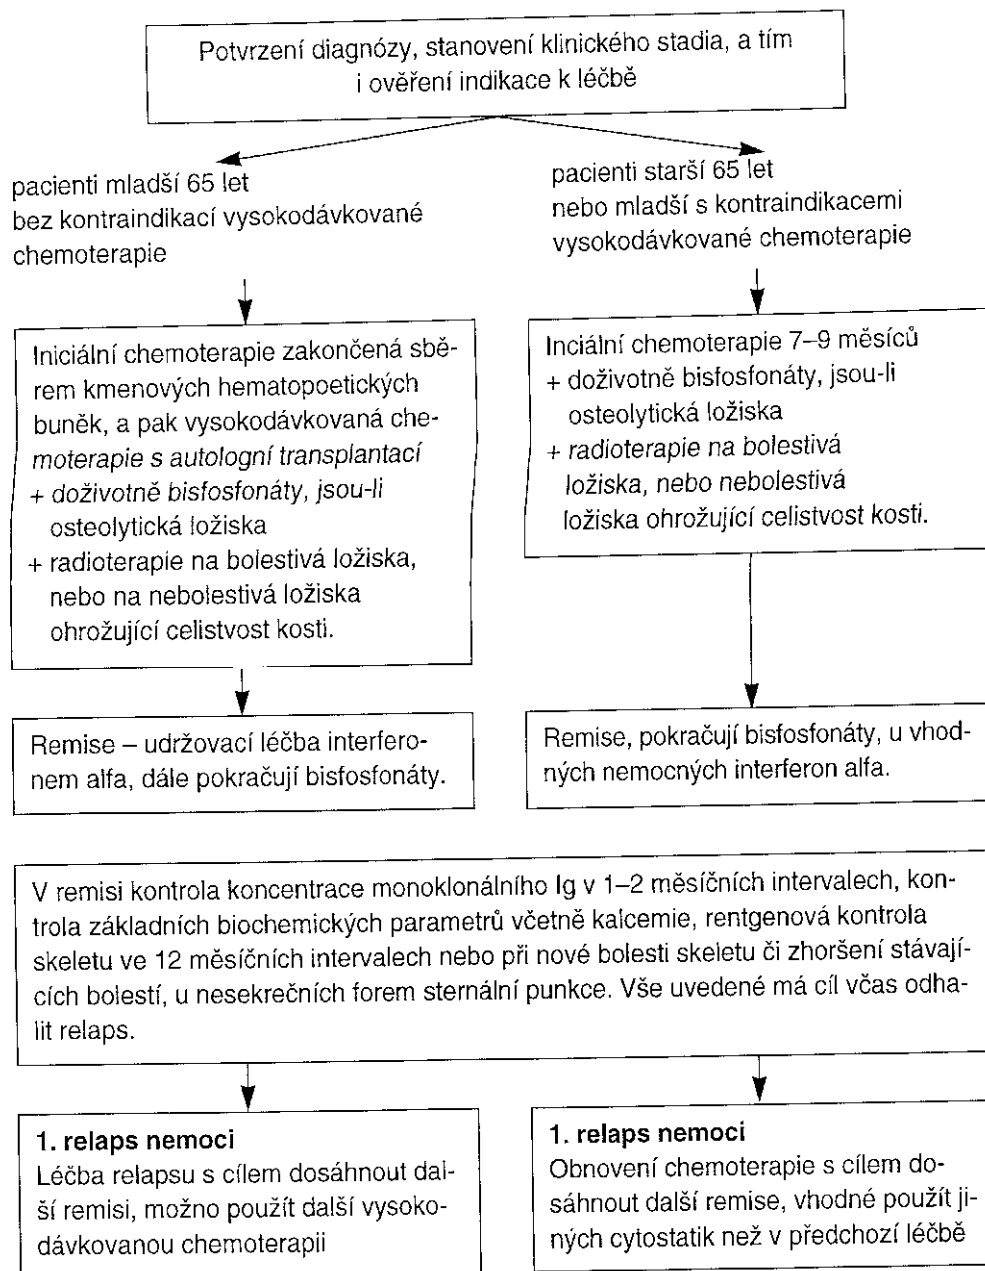 Potvrzení diagnózy, stanovení klinického stadia, a tím
i ověření indikace k léčbě
pacienti mladší 65 let
bez kontraindikací vysokodávkované
chemoterapie
pacienti starší 65 let
nebo mladší s kontraindikacemi
vysokodávkované chemoterapie
Iniciální chemoterapie zakončená sbě-
rem kmenových hematopoetických
buněk, a pak vysokodávkovaná che-
moterapie s autologní transplantací
+ doživotně bisfosfonáty, jsou-li
osteolytická ložiska
+ radioterapie na bolestivá ložiska,
nebo na nebolestivá ložiska
ohrožující celistvost kosti.
Inciální chemoterapie 7–9 měsíců
+ doživotně bisfosfonáty, jsou-li
osteolytická ložiska
+ radioterapie na bolestivá
ložiska, nebo nebolestivá
ložiska ohrožující celistvost kosti.
Remise – udržovací léčba interfero-
nem alfa, dále pokračují bisfosfonáty.
Remise, pokračují bisfosfonáty, u vhod-
ných nemocných interferon alfa.
V remisi kontrola koncentrace monoklonálního Ig v 1–2 měsíčních intervalech, kon-
trola základních biochemických parametrů včetně kalcemie, rentgenová kontrola
skeletu ve 12 měsíčních intervalech nebo při nové bolesti skeletu či zhoršení stávají-
cích bolestí, u nesekrečních forem sternální punkce. Vše uvedené má cíl včas odha-
lit relaps.
1. relaps nemoci
Léčba relapsu s cílem dosáhnout dal-
ší remisi, možno použít další vysoko-
dávkovanou chemoterapii
1. relaps nemoci
Obnovení chemoterapie s cílem do-
sáhnout další remise, vhodné použít ji-
ných cytostatik než v předchozí léčbě